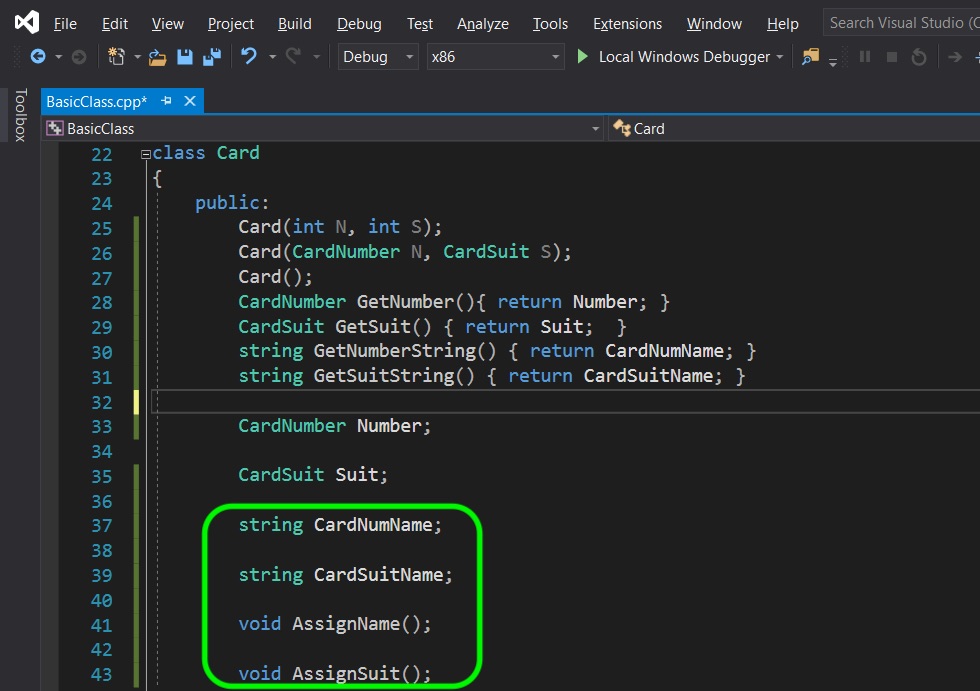 File Edit View Project Build Debug Test Analyze Tools Extensions Window Help Search Visual Studio (C
Debug x86 Local Windows Debugger
Toolbox
BasicClass.cpp*
BasicClass Card
22 class Card
23 {
24 public:
25 Card(int N, int S);
26 Card(CardNumber N, CardSuit S);
27 Card();
28 CardNumber GetNumber(){ return Number; }
29 CardSuit GetSuit() { return Suit;  }
30 string GetNumberString() { return CardNumName; }
31 string GetSuitString() { return CardSuitName; }
32
33 CardNumber Number;
34
35 CardSuit Suit;
36
37 string CardNumName;
38
39 string CardSuitName;
40
41 void AssignName();
42
43 void AssignSuit();